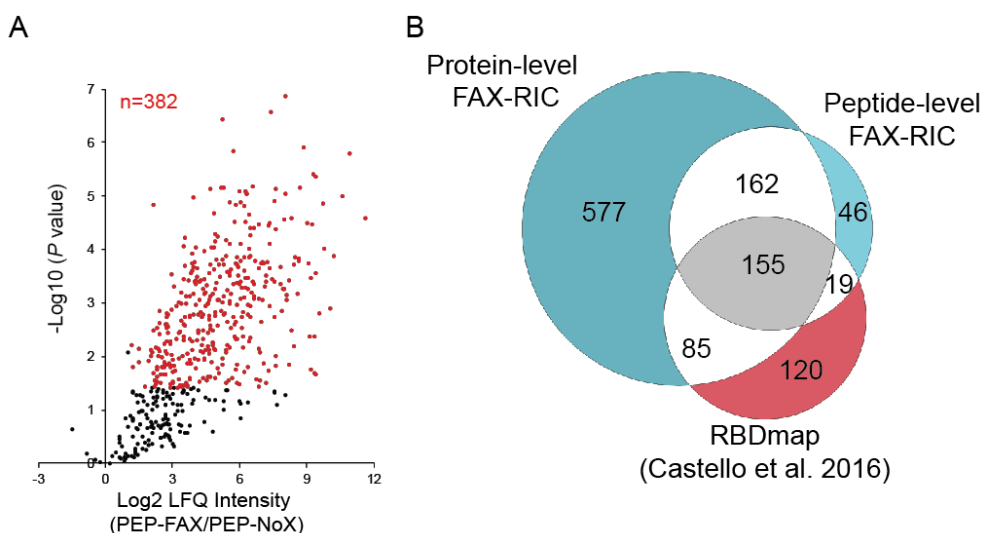 A
n=382
7
6
5
4
3
2
1
0
-3
0
3
6
9
12
-Log10 (P value)
Log2 LFQ Intensity
(PEP-FAX/PEP-NoX)
B
Protein-level
FAX-RIC
Peptide-level
FAX-RIC
577
162
46
155
19
85
120
RBDmap
(Castello et al. 2016)